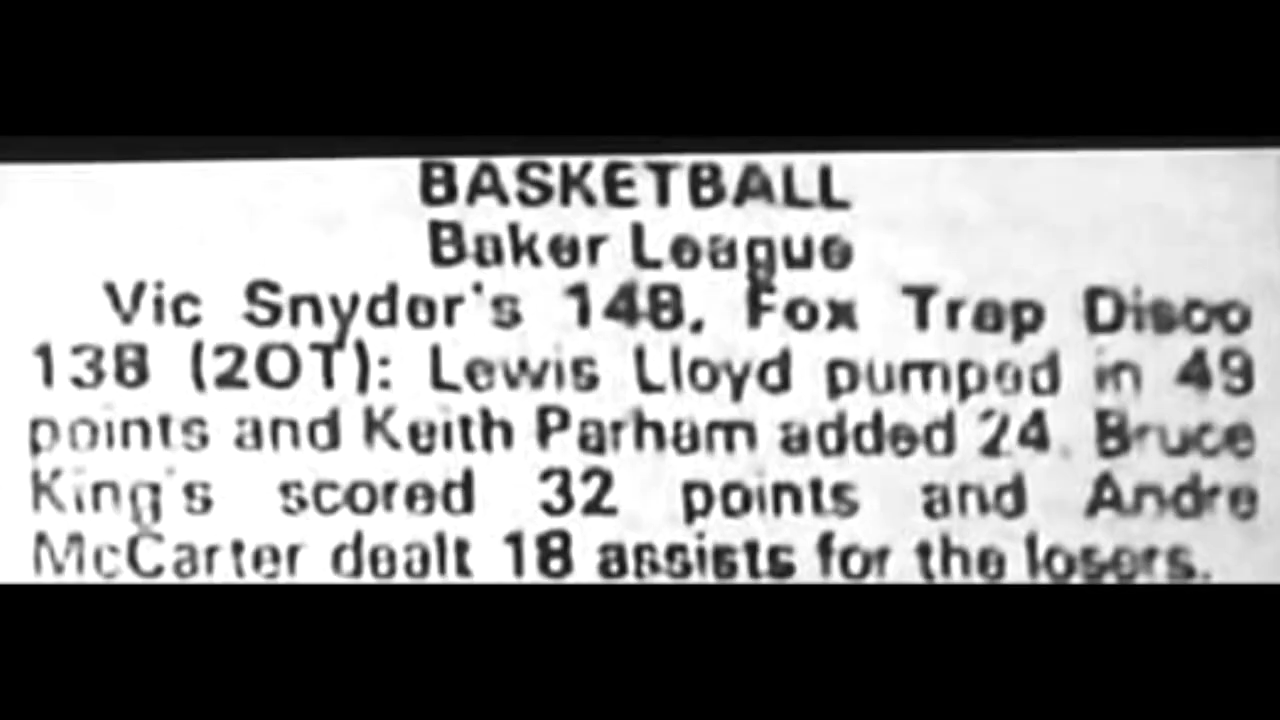 BASKETBALL
Baker League
Vic Snyder's 148, Fox Trap Disco
138 (2OT): Lewis Lloyd pumped in 49
points and Keith Parham added 24. Bruce
King's scored 32 points and Andre
McCarter dealt 18 assists for the losers.